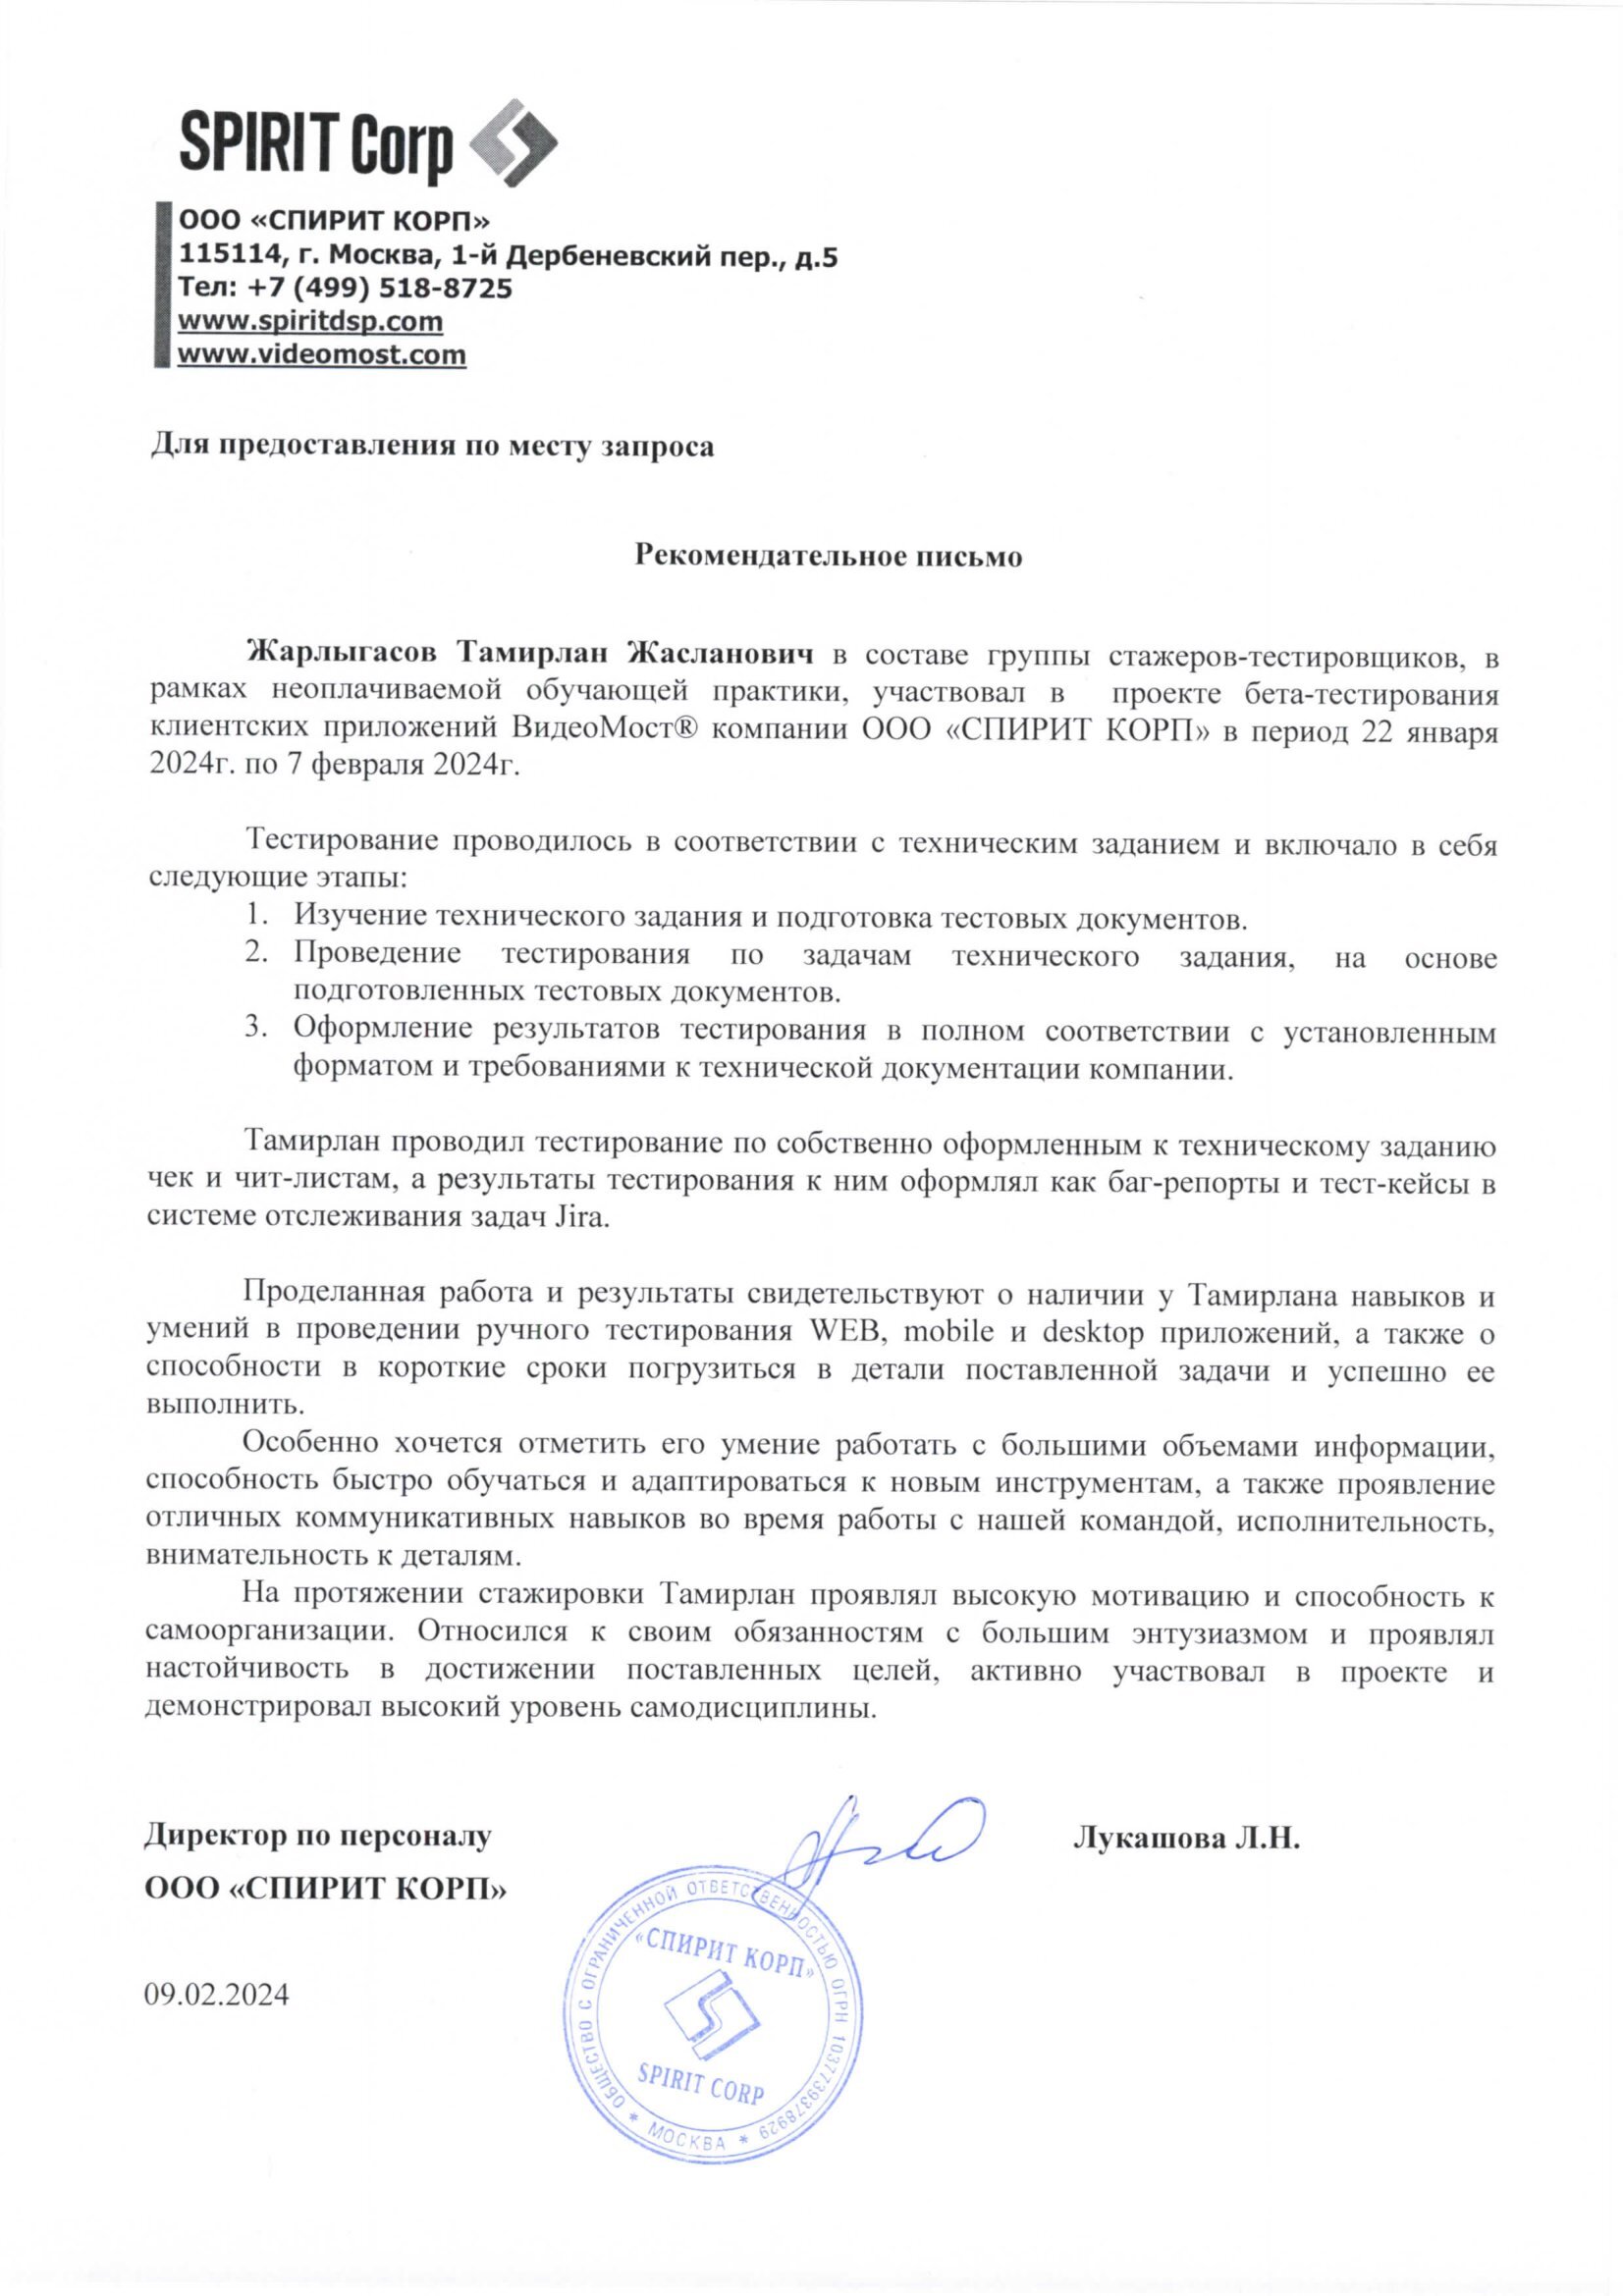 SPIRIT Corp
ООО «СПИРИТ КОРП»
115114, г. Москва, 1-й Дербеневский пер., д.5
Тел: +7 (499) 518-8725
www.spiritdsp.com
www.videomost.com
Для предоставления по месту запроса
Рекомендательное письмо
Жарлыгасов Тамирлан Жасланович в составе группы стажеров-тестировщиков, в
рамках неоплачиваемой обучающей практики, участвовал в проекте бета-тестирования
клиентских приложений ВидеоМост® компании ООО «СПИРИТ КОРП» в период 22 января
2024г. по 7 февраля 2024г.
Тестирование проводилось в соответствии с техническим заданием и включало в себя
следующие этапы:
1. Изучение технического задания и подготовка тестовых документов.
2. Проведение тестирования по задачам технического задания, на основе
подготовленных тестовых документов.
3. Оформление результатов тестирования в полном соответствии с установленным
форматом и требованиями к технической документации компании.
Тамирлан проводил тестирование по собственно оформленным к техническому заданию
чек и чит-листам, а результаты тестирования к ним оформлял как баг-репорты и тест-кейсы в
системе отслеживания задач Jira.
Проделанная работа и результаты свидетельствуют о наличии у Тамирлана навыков и
умений в проведении ручного тестирования WEB, mobile и desktop приложений, а также о
способности в короткие сроки погрузиться в детали поставленной задачи и успешно ее
выполнить.
Особенно хочется отметить его умение работать с большими объемами информации,
способность быстро обучаться и адаптироваться к новым инструментам, а также проявление
отличных коммуникативных навыков во время работы с нашей командой, исполнительность,
внимательность к деталям.
На протяжении стажировки Тамирлан проявлял высокую мотивацию и способность к
самоорганизации. Относился к своим обязанностям с большим энтузиазмом и проявлял
настойчивость в достижении поставленных целей, активно участвовал в проекте и
демонстрировал высокий уровень самодисциплины.
Директор по персоналу Лукашова Л.Н.
ООО «СПИРИТ КОРП»
09.02.2024
ОБЩЕСТВО С ОГРАНИЧЕННОЙ ОТВЕТСТВЕННОСТЬЮ ОГРН 1037739378929
* МОСКВА *
«СПИРИТ КОРП»
SPIRIT CORP